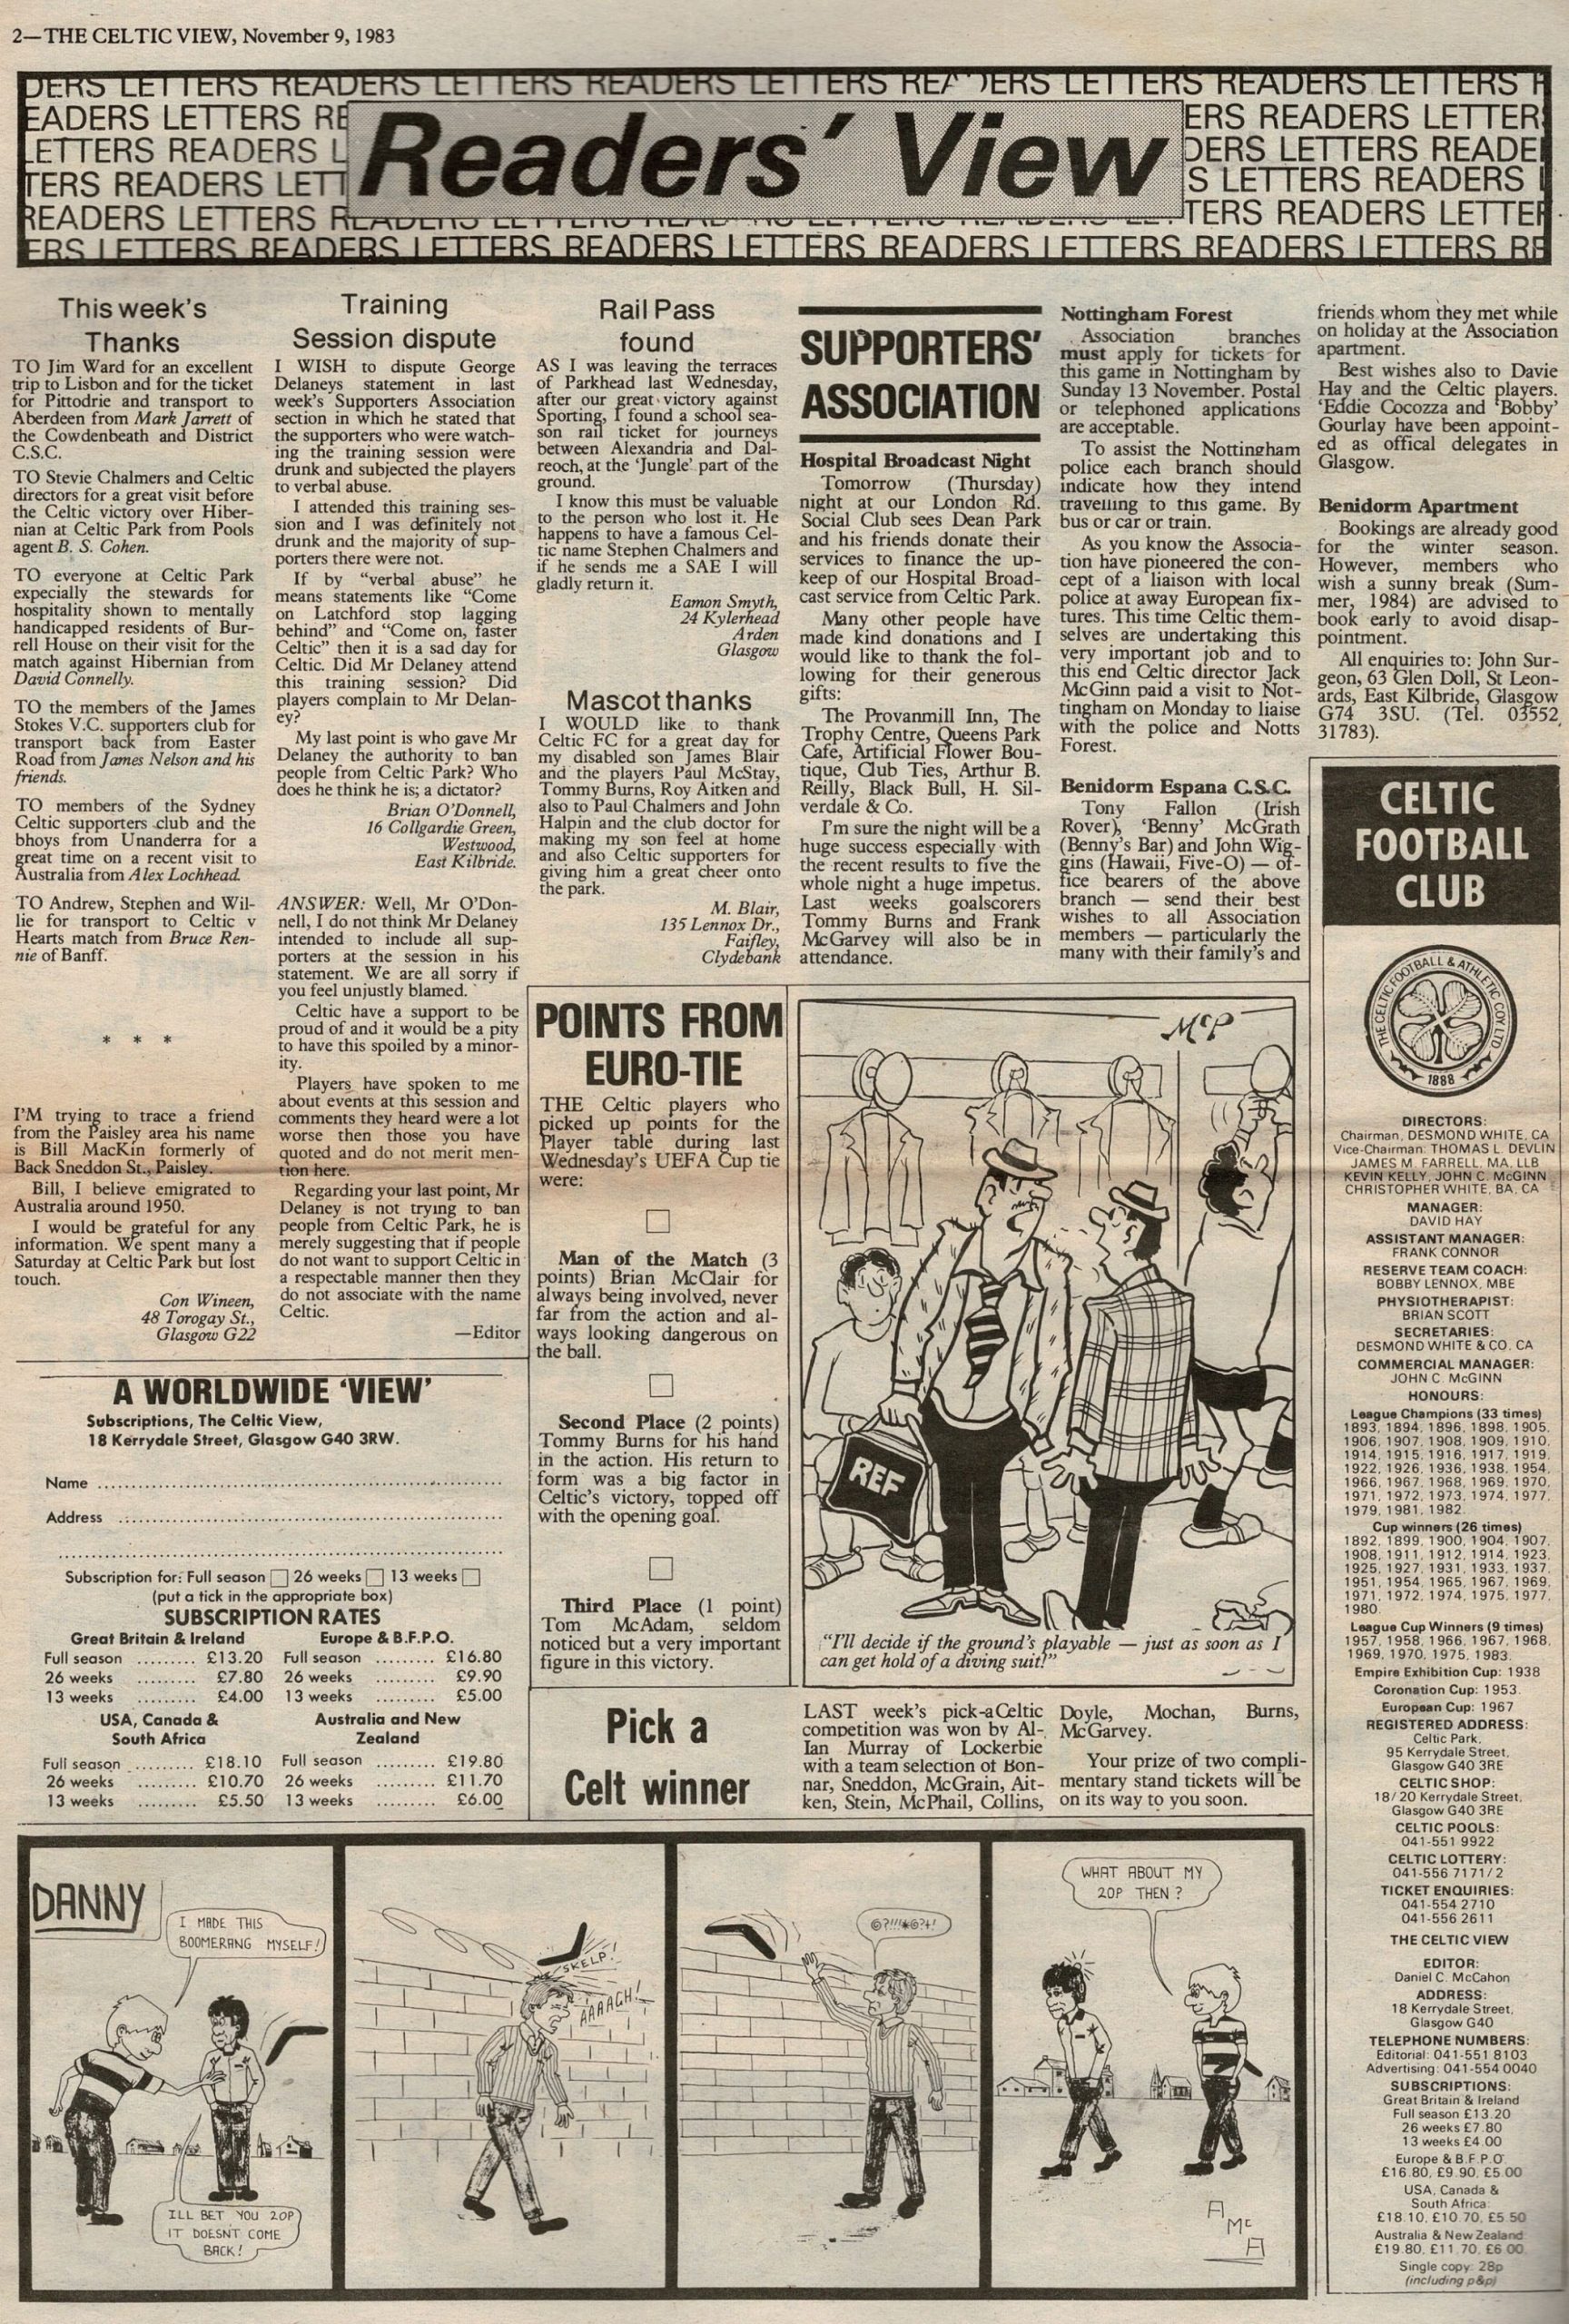 2—THE CELTIC VIEW, November 9, 1983
DERS LETTERS READERS LETTERS READERS LETTERS REA DERS LETTERS READERS LETTERS R
EADERS LETTERS RE
ERS READERS LETTERS
LETTERS READERS L
DERS LETTERS READE
TERS READERS LETT
S LETTERS READERS L
READERS LETTERS R
TERS READERS LETTER
ERS LETTERS READERS LETTERS READERS LETTERS READERS LETTERS READERS LETTERS RE
Readers' View
This week's
Thanks
TO Jim Ward for an excellent
trip to Lisbon and for the ticket
for Pittodrie and transport to
Aberdeen from Mark Jarrett of
the Cowdenbeath and District
C.S.C.
TO Stevie Chalmers and Celtic
directors for a great visit before
the Celtic victory over Hiber-
nian at Celtic Park from Pools
agent B. S. Cohen.
TO everyone at Celtic Park
expecially the stewards for
hospitality shown to mentally
handicapped residents of Bur-
rell House on their visit for the
match against Hibernian from
David Connelly.
TO the members of the James
Stokes V.C. supporters club for
transport back from Easter
Road from James Nelson and his
friends.
TO members of the Sydney
Celtic supporters club and the
bhoys from Unanderra for a
great time on a recent visit to
Australia from Alex Lochhead.
TO Andrew, Stephen and Wil-
lie for transport to Celtic v
Hearts match from Bruce Ren-
nie of Banff.
* * *
I'M trying to trace a friend
from the Paisley area his name
is Bill MacKin formerly of
Back Sneddon St., Paisley.
Bill, I believe emigrated to
Australia around 1950.
I would be grateful for any
information. We spent many a
Saturday at Celtic Park but lost
touch.
Con Wineen,
48 Torogay St.,
Glasgow G22
Training
Session dispute
I WISH to dispute George
Delaneys statement in last
week's Supporters Association
section in which he stated that
the supporters who were watch-
ing the training session were
drunk and subjected the players
to verbal abuse.
I attended this training ses-
sion and I was definitely not
drunk and the majority of sup-
porters there were not.
If by "verbal abuse" he
means statements like "Come
on Latchford stop lagging
behind" and "Come on, faster
Celtic" then it is a sad day for
Celtic. Did Mr Delaney attend
this training session? Did
players complain to Mr Delan-
ey?
My last point is who gave Mr
Delaney the authority to ban
people from Celtic Park? Who
does he think he is; a dictator?
Brian O'Donnell,
16 Collgardie Green,
Westwood,
East Kilbride.
ANSWER: Well, Mr O'Don-
nell, I do not think Mr Delaney
intended to include all sup-
porters at the session in his
statement. We are all sorry if
you feel unjustly blamed.
Celtic have a support to be
proud of and it would be a pity
to have this spoiled by a minor-
ity.
Players have spoken to me
about events at this session and
comments they heard were a lot
worse then those you have
quoted and do not merit men-
tion here.
Regarding your last point, Mr
Delaney is not trying to ban
people from Celtic Park, he is
merely suggesting that if people
do not want to support Celtic in
a respectable manner then they
do not associate with the name
Celtic.
—Editor
Rail Pass
found
AS I was leaving the terraces
of Parkhead last Wednesday,
after our great victory against
Sporting, I found a school sea-
son rail ticket for journeys
between Alexandria and Dal-
reoch, at the 'Jungle' part of the
ground.
I know this must be valuable
to the person who lost it. He
happens to have a famous Cel-
tic name Stephen Chalmers and
if he sends me a SAE I will
gladly return it.
Eamon Smyth,
24 Kylerhead
Arden
Glasgow
Mascot thanks
I WOULD like to thank
Celtic FC for a great day for
my disabled son James Blair
and the players Paul McStay,
Tommy Burns, Roy Aitken and
also to Paul Chalmers and John
Halpin and the club doctor for
making my son feel at home
and also Celtic supporters for
giving him a great cheer onto
the park.
M. Blair,
135 Lennox Dr.,
Faifley,
Clydebank
SUPPORTERS'
ASSOCIATION
Hospital Broadcast Night
Tomorrow (Thursday)
night at our London Rd.
Social Club sees Dean Park
and his friends donate their
services to finance the up-
keep of our Hospital Broad-
cast service from Celtic Park.
Many other people have
made kind donations and I
would like to thank the fol-
lowing for their generous
gifts:
The Provanmill Inn, The
Trophy Centre, Queens Park
Cafe, Artificial Flower Bou-
tique, Club Ties, Arthur B.
Reilly, Black Bull, H. Sil-
verdale & Co.
I'm sure the night will be a
huge success especially with
the recent results to five the
whole night a huge impetus.
Last weeks goalscorers
Tommy Burns and Frank
McGarvey will also be in
attendance.
Nottingham Forest
Association branches
must apply for tickets for
this game in Nottingham by
Sunday 13 November. Postal
or telephoned applications
are acceptable.
To assist the Nottingham
police each branch should
indicate how they intend
travelling to this game. By
bus or car or train.
As you know the Associa-
tion have pioneered the con-
cept of a liaison with local
police at away European fix-
tures. This time Celtic them-
selves are undertaking this
very important job and to
this end Celtic director Jack
McGinn paid a visit to Not-
tingham on Monday to liaise
with the police and Notts
Forest.
Benidorm Espana C.S.C.
Tony Fallon (Irish
Rover), 'Benny' McGrath
(Benny's Bar) and John Wig-
gins (Hawaii, Five-O) — of-
fice bearers of the above
branch — send their best
wishes to all Association
members — particularly the
many with their family's and
friends whom they met while
on holiday at the Association
apartment.
Best wishes also to Davie
Hay and the Celtic players.
'Eddie Cocozza and 'Bobby'
Gourlay have been appoint-
ed as offical delegates in
Glasgow.
Benidorm Apartment
Bookings are already good
for the winter season.
However, members who
wish a sunny break (Sum-
mer, 1984) are advised to
book early to avoid disap-
pointment.
All enquiries to: John Sur-
geon, 63 Glen Doll, St Leon-
ards, East Kilbride, Glasgow
G74 3SU. (Tel. 03552
31783).
POINTS FROM
EURO-TIE
THE Celtic players who
picked up points for the
Player table during last
Wednesday's UEFA Cup tie
were:
Man of the Match (3
points) Brian McClair for
always being involved, never
far from the action and al-
ways looking dangerous on
the ball.
Second Place (2 points)
Tommy Burns for his hand
in the action. His return to
form was a big factor in
Celtic's victory, topped off
with the opening goal.
Third Place (1 point)
Tom McAdam, seldom
noticed but a very important
figure in this victory.
McP
REF
"I'll decide if the ground's playable — just as soon as I
can get hold of a diving suit!"
A WORLDWIDE 'VIEW'
Subscriptions, The Celtic View,
18 Kerrydale Street, Glasgow G40 3RW.
Name
Address
Subscription for: Full season 26 weeks 13 weeks
(put a tick in the appropriate box)
SUBSCRIPTION RATES
Great Britain & Ireland
Full season ......... £13.20
26 weeks ......... £7.80
13 weeks ......... £4.00
Europe & B.F.P.O.
Full season ......... £16.80
26 weeks ......... £9.90
13 weeks ......... £5.00
USA, Canada &
South Africa
Full season ......... £18.10
26 weeks ......... £10.70
13 weeks ......... £5.50
Australia and New
Zealand
Full season ......... £19.80
26 weeks ......... £11.70
13 weeks ......... £6.00
Pick a
Celt winner
LAST week's pick-a-Celtic
competition was won by Al-
Ian Murray of Lockerbie
with a team selection of Bon-
nar, Sneddon, McGrain, Ait-
ken, Stein, McPhail, Collins,
Doyle, Mochan, Burns,
McGarvey.
Your prize of two compli-
mentary stand tickets will be
on its way to you soon.
DANNY
I MADE THIS
BOOMERANG MYSELF!
ILL BET YOU 20P
IT DOESNT COME
BACK!
SKELP!
AAAAGH!
@?!!!*@?+!
WHAT ABOUT MY
20P THEN?
A
Mc
A
CELTIC
FOOTBALL
CLUB
THE CELTIC FOOTBALL & ATHLETIC COY LTD
1888
DIRECTORS:
Chairman, DESMOND WHITE, CA
Vice-Chairman: THOMAS L. DEVLIN
JAMES M. FARRELL, MA, LLB
KEVIN KELLY, JOHN C. McGINN
CHRISTOPHER WHITE, BA, CA
MANAGER:
DAVID HAY
ASSISTANT MANAGER:
FRANK CONNOR
RESERVE TEAM COACH:
BOBBY LENNOX, MBE
PHYSIOTHERAPIST:
BRIAN SCOTT
SECRETARIES:
DESMOND WHITE & CO. CA
COMMERCIAL MANAGER:
JOHN C. McGINN
HONOURS:
League Champions (33 times)
1893, 1894, 1896, 1898, 1905,
1906, 1907, 1908, 1909, 1910,
1914, 1915, 1916, 1917, 1919,
1922, 1926, 1936, 1938, 1954,
1966, 1967, 1968, 1969, 1970,
1971, 1972, 1973, 1974, 1977,
1979, 1981, 1982.
Cup winners (26 times)
1892, 1899, 1900, 1904, 1907,
1908, 1911, 1912, 1914, 1923,
1925, 1927, 1931, 1933, 1937,
1951, 1954, 1965, 1967, 1969,
1971, 1972, 1974, 1975, 1977,
1980.
League Cup Winners (9 times)
1957, 1958, 1966, 1967, 1968,
1969, 1970, 1975, 1983.
Empire Exhibition Cup: 1938
Coronation Cup: 1953.
European Cup: 1967
REGISTERED ADDRESS:
Celtic Park,
95 Kerrydale Street,
Glasgow G40 3RE
CELTIC SHOP:
18/20 Kerrydale Street,
Glasgow G40 3RE
CELTIC POOLS:
041-551 9922
CELTIC LOTTERY:
041-556 7171/2
TICKET ENQUIRIES:
041-554 2710
041-556 2611
THE CELTIC VIEW
EDITOR:
Daniel C. McCahon
ADDRESS:
18 Kerrydale Street,
Glasgow G40
TELEPHONE NUMBERS:
Editorial: 041-551 8103
Advertising: 041-554 0040
SUBSCRIPTIONS:
Great Britain & Ireland
Full season £13.20
26 weeks £7.80
13 weeks £4.00
Europe & B.F.P.O
£16.80, £9.90, £5.00
USA, Canada &
South Africa:
£18.10, £10.70, £5.50
Australia & New Zealand
£19.80, £11.70, £6.00
Single copy: 28p
(including p&p)